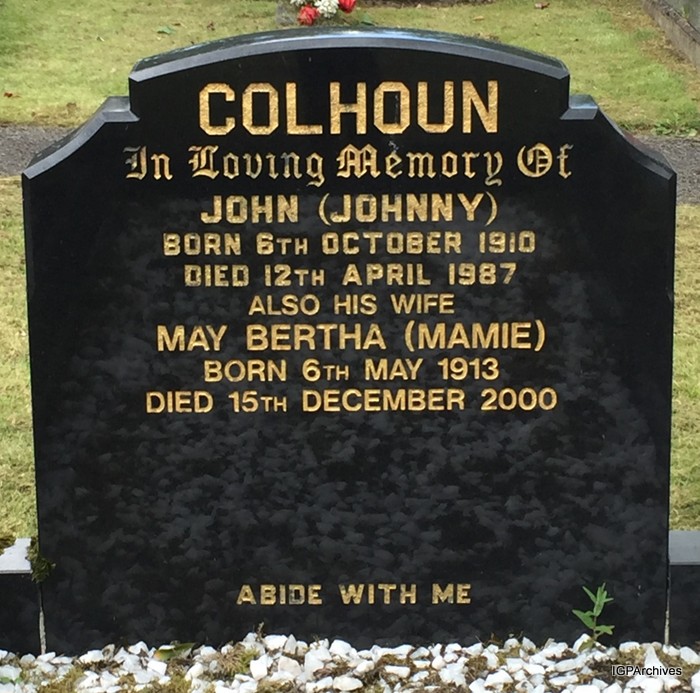 COLHOUN
In Loving Memory Of
JOHN (JOHNNY)
BORN 6TH OCTOBER 1910
DIED 12TH APRIL 1987
ALSO HIS WIFE
MAY BERTHA (MAMIE)
BORN 6TH MAY 1913
DIED 15TH DECEMBER 2000
ABIDE WITH ME
IGPArchives